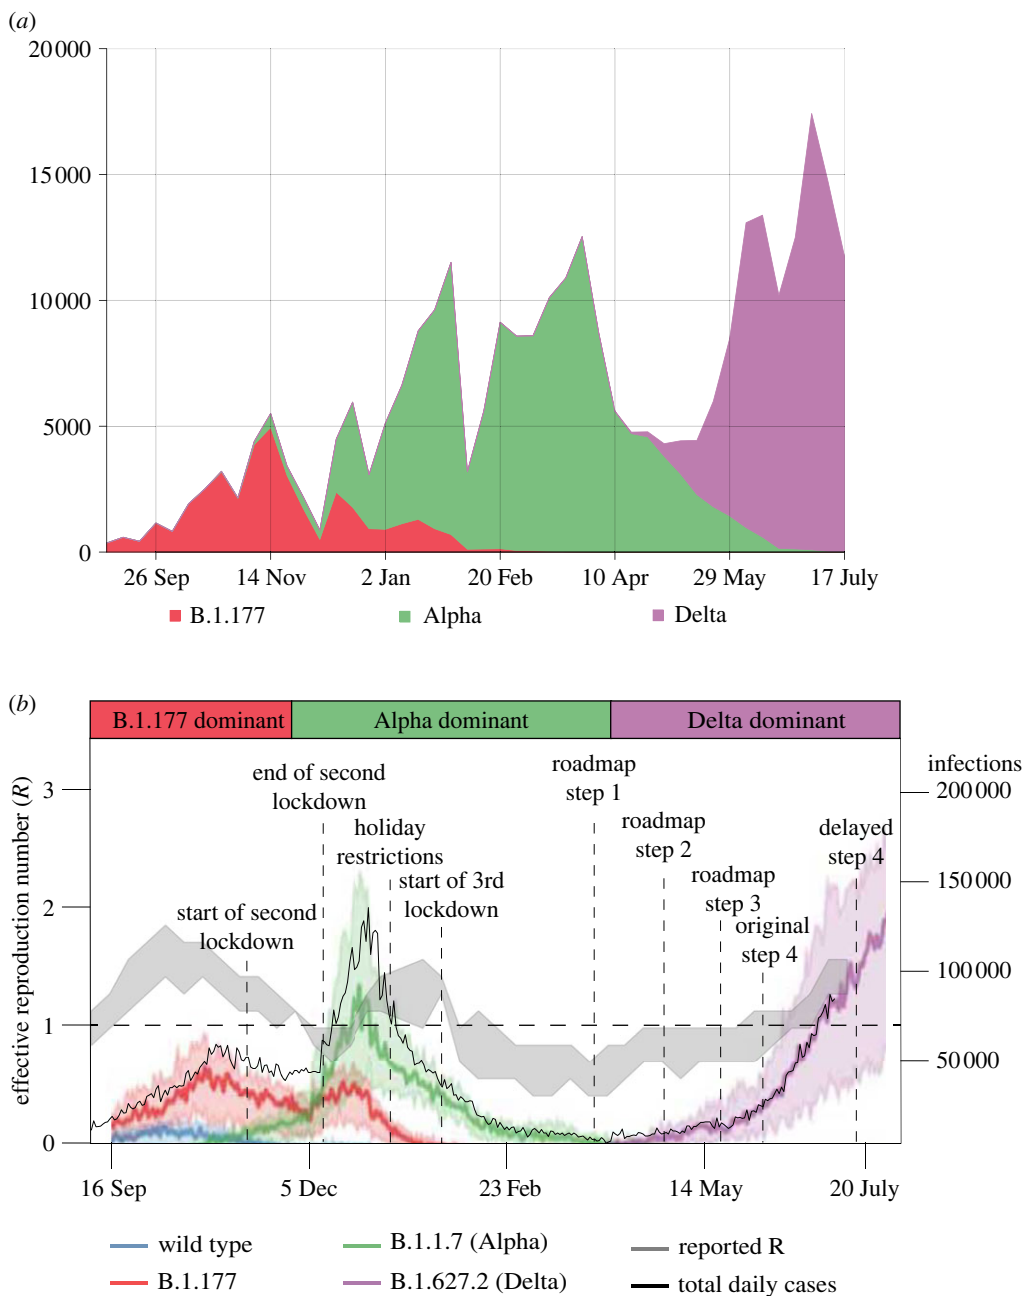 (a)
20000
15000
10000
5000
0
26 Sep 14 Nov 2 Jan 20 Feb 10 Apr 29 May 17 July
B.1.177 Alpha Delta
(b)
B.1.177 dominant Alpha dominant Delta dominant
effective reproduction number (R)
3
2
1
0
infections
200000
150000
100000
50000
start of second
lockdown
end of second
lockdown
holiday
restrictions
start of 3rd
lockdown
roadmap
step 1
roadmap
step 2
roadmap
step 3
original
step 4
delayed
step 4
16 Sep 5 Dec 23 Feb 14 May 20 July
wild type B.1.1.7 (Alpha) reported R
B.1.177 B.1.627.2 (Delta) total daily cases